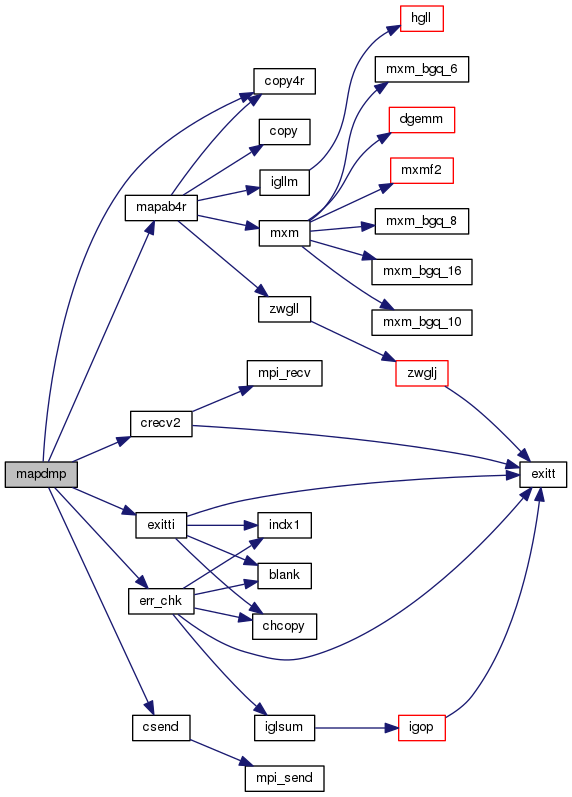 hgll
mxm_bgq_6
copy4r
dgemm
copy
mxmf2
igllm
mapab4r
mxm_bgq_8
mxm
mxm_bgq_16
zwgll
mxm_bgq_10
mpi_recv
zwglj
crecv2
mapdmp
exitt
exitti
indx1
blank
err_chk
chcopy
csend
iglsum
igop
mpi_send